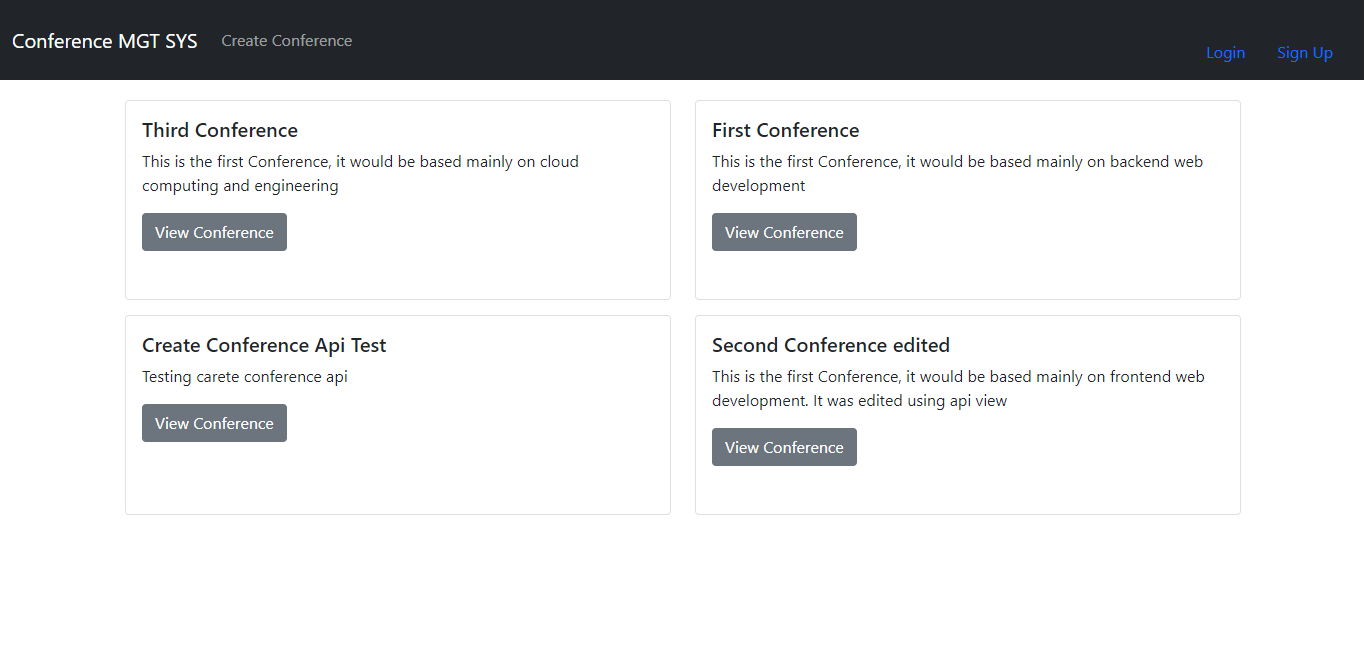 Conference MGT SYS Create Conference
Login Sign Up
Third Conference
This is the first Conference, it would be based mainly on cloud
computing and engineering
View Conference
First Conference
This is the first Conference, it would be based mainly on backend web
development
View Conference
Create Conference Api Test
Testing carete conference api
View Conference
Second Conference edited
This is the first Conference, it would be based mainly on frontend web
development. It was edited using api view
View Conference